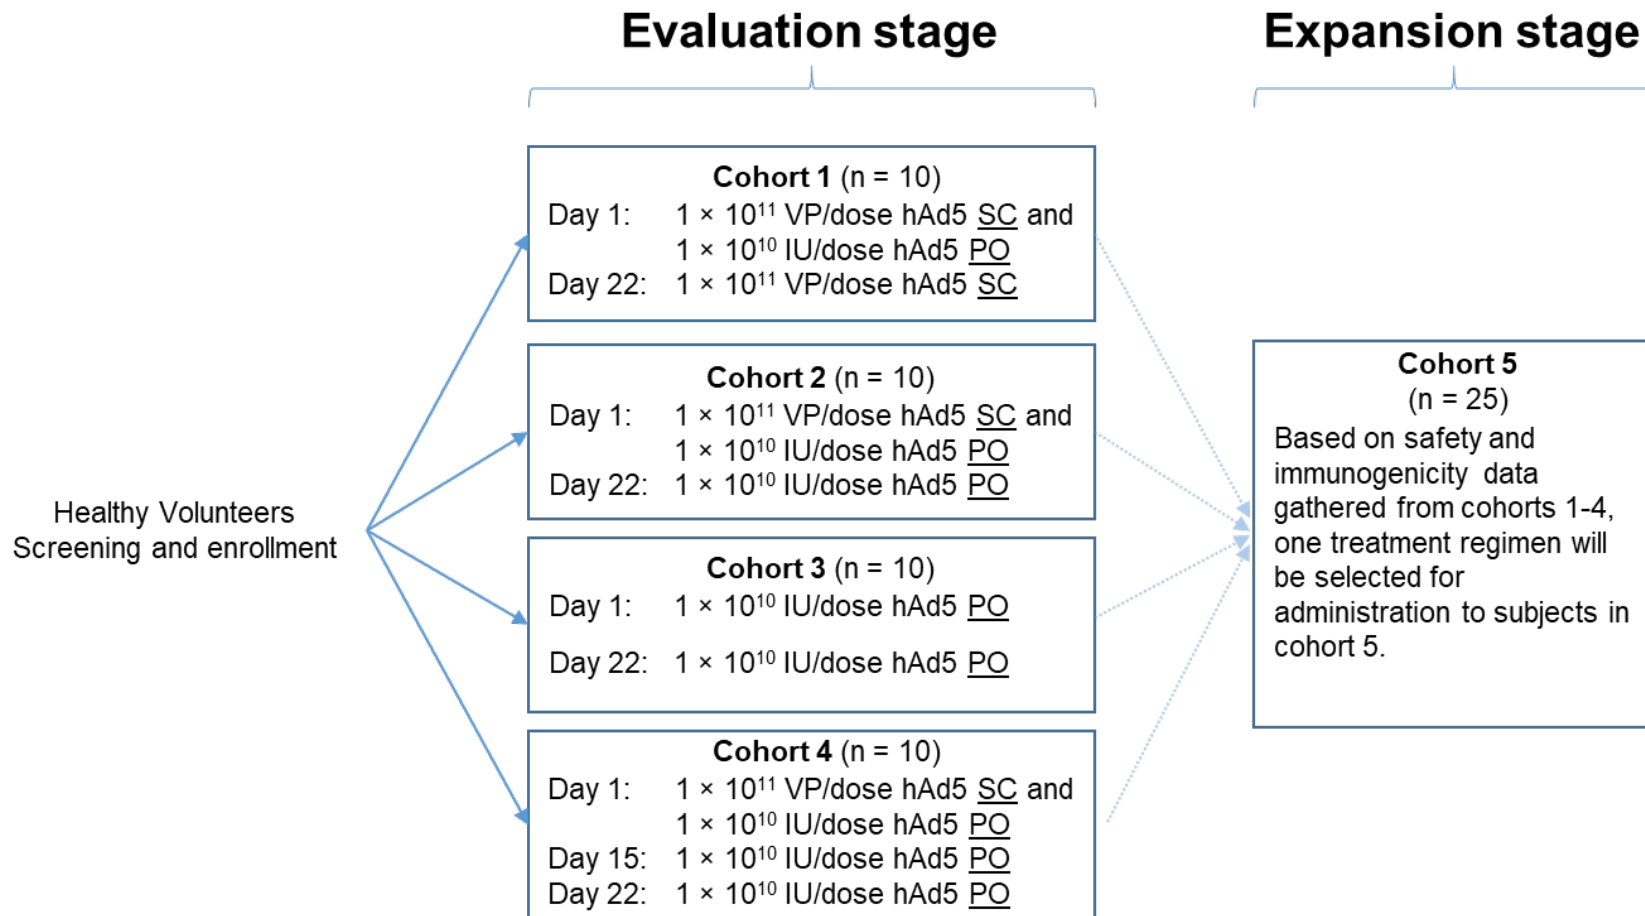 Evaluation stage
Expansion stage
Healthy Volunteers
Screening and enrollment
Cohort 1 (n = 10)
Day 1: 1 × 10¹¹ VP/dose hAd5 SC and
1 × 10¹⁰ IU/dose hAd5 PO
Day 22: 1 × 10¹¹ VP/dose hAd5 SC
Cohort 2 (n = 10)
Day 1: 1 × 10¹¹ VP/dose hAd5 SC and
1 × 10¹⁰ IU/dose hAd5 PO
Day 22: 1 × 10¹⁰ IU/dose hAd5 PO
Cohort 3 (n = 10)
Day 1: 1 × 10¹⁰ IU/dose hAd5 PO
Day 22: 1 × 10¹⁰ IU/dose hAd5 PO
Cohort 4 (n = 10)
Day 1: 1 × 10¹¹ VP/dose hAd5 SC and
1 × 10¹⁰ IU/dose hAd5 PO
Day 15: 1 × 10¹⁰ IU/dose hAd5 PO
Day 22: 1 × 10¹⁰ IU/dose hAd5 PO
Cohort 5
(n = 25)
Based on safety and
immunogenicity data
gathered from cohorts 1-4,
one treatment regimen will
be selected for
administration to subjects in
cohort 5.